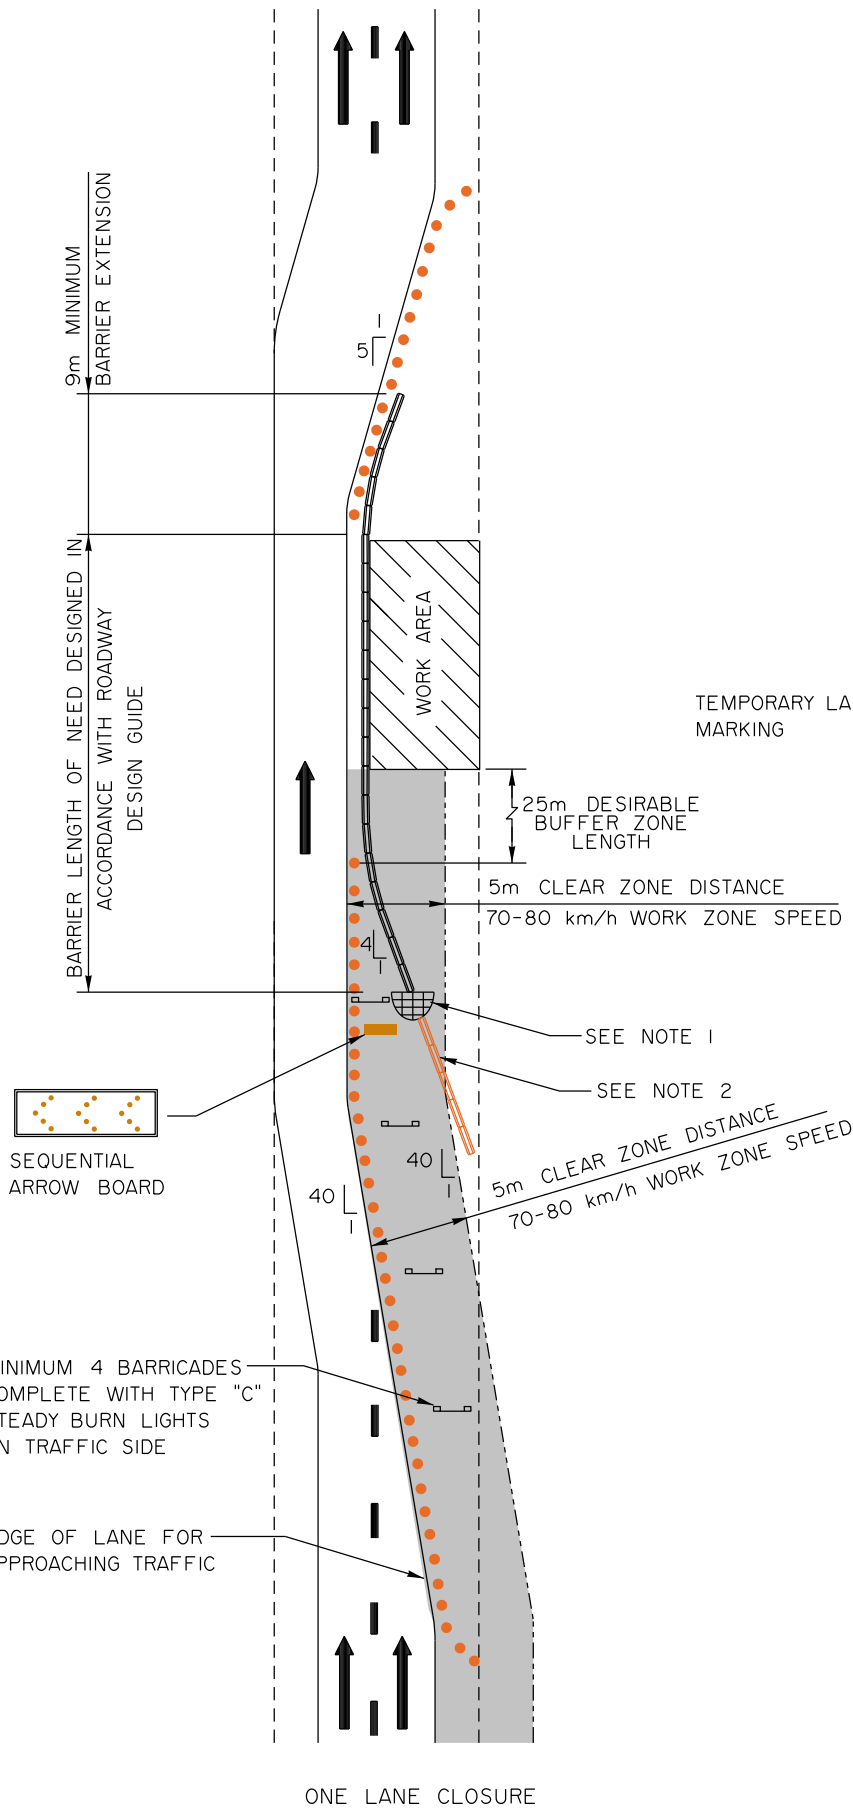 9m MINIMUM
BARRIER EXTENSION
1
5
BARRIER LENGTH OF NEED DESIGNED IN
ACCORDANCE WITH ROADWAY
DESIGN GUIDE
WORK AREA
TEMPORARY LA
MARKING
25m DESIRABLE
BUFFER ZONE
LENGTH
5m CLEAR ZONE DISTANCE
70-80 km/h WORK ZONE SPEED
4
1
SEE NOTE 1
SEE NOTE 2
SEQUENTIAL
ARROW BOARD
5m CLEAR ZONE DISTANCE
70-80 km/h WORK ZONE SPEED
40
1
40
1
INIMUM 4 BARRICADES
OMPLETE WITH TYPE "C"
TEADY BURN LIGHTS
N TRAFFIC SIDE
DGE OF LANE FOR
PPROACHING TRAFFIC
ONE LANE CLOSURE